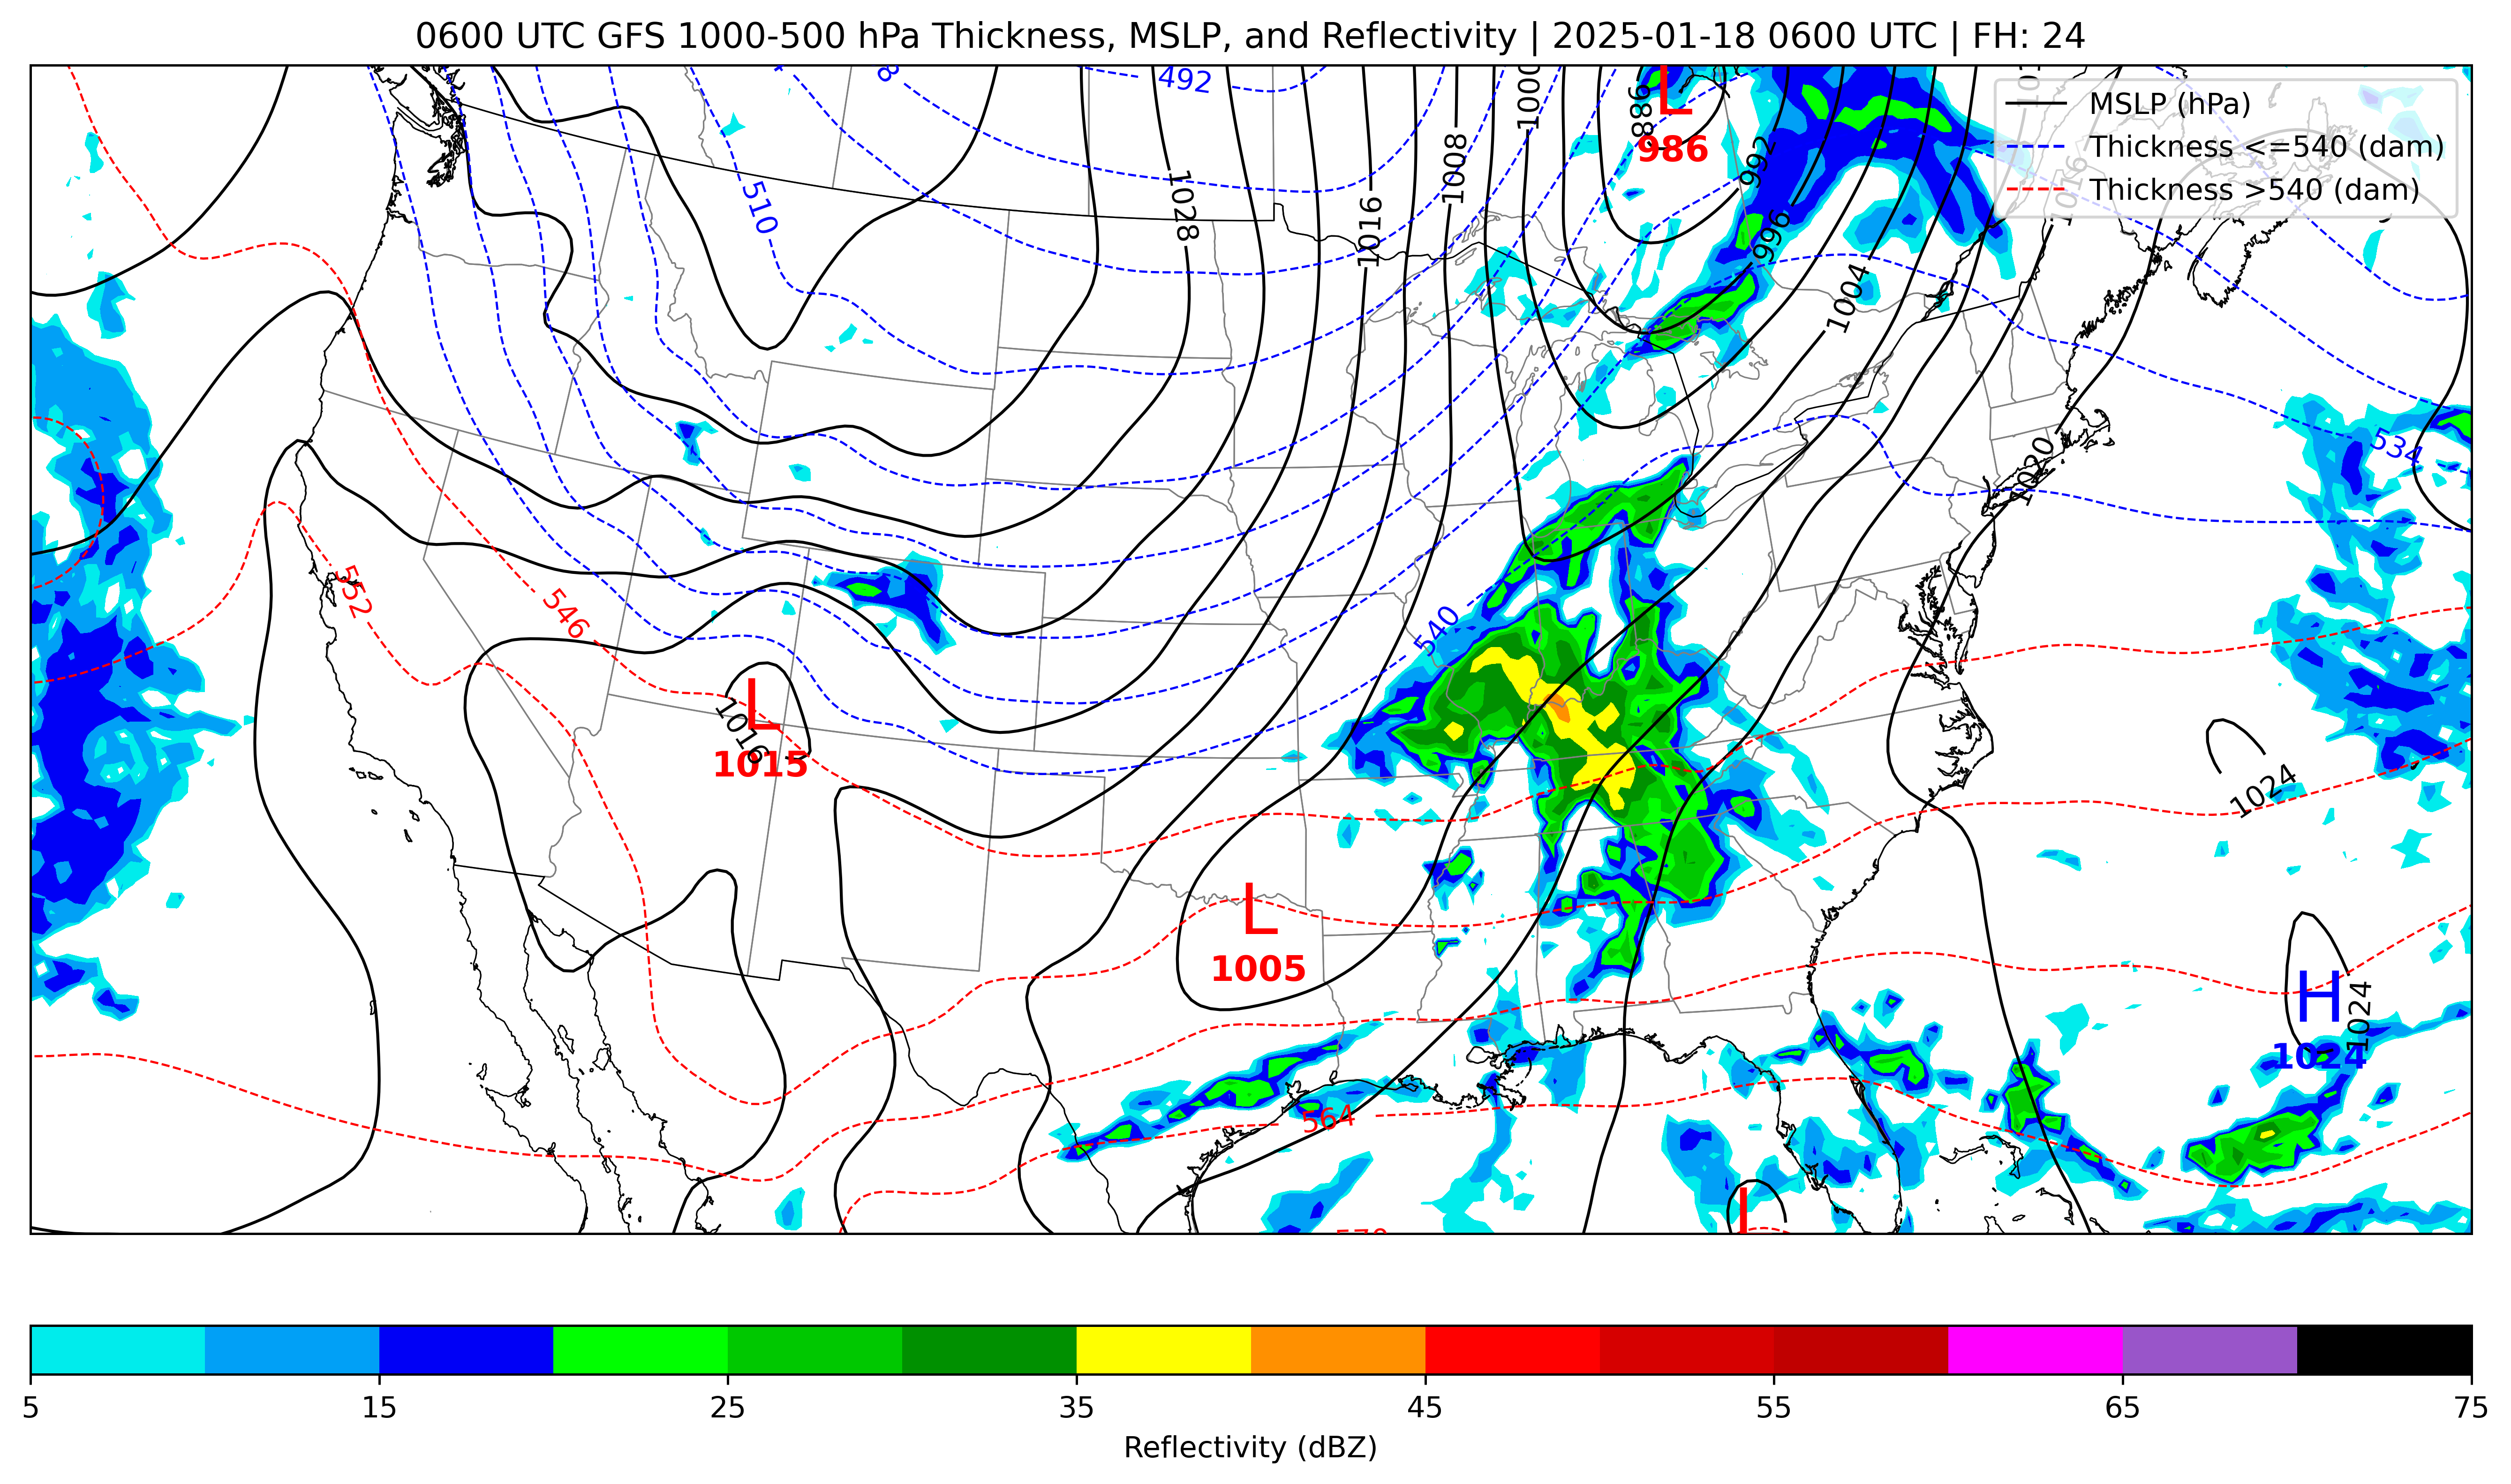 0600 UTC GFS 1000-500 hPa Thickness, MSLP, and Reflectivity | 2025-01-18 0600 UTC | FH: 24
MSLP (hPa)
Thickness <=540 (dam)
Thickness >540 (dam)
492
8
510
1028
1016
1008
1000
988
L
986
992
996
1004
1016
1020
534
540
546
552
L
1016
1015
1024
L
1005
H
1024
1024
564
L
570
5 15 25 35 45 55 65 75
Reflectivity (dBZ)